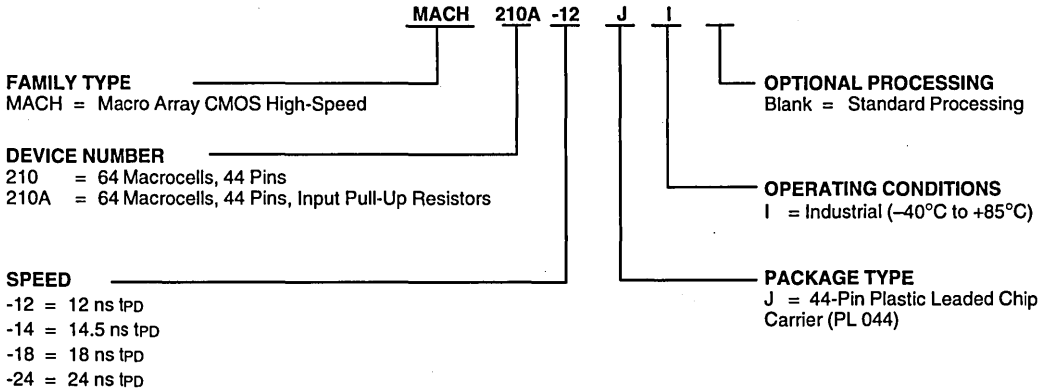 MACH 210A -12 J I
FAMILY TYPE
MACH = Macro Array CMOS High-Speed
DEVICE NUMBER
210 = 64 Macrocells, 44 Pins
210A = 64 Macrocells, 44 Pins, Input Pull-Up Resistors
SPEED
-12 = 12 ns tPD
-14 = 14.5 ns tPD
-18 = 18 ns tPD
-24 = 24 ns tPD
OPTIONAL PROCESSING
Blank = Standard Processing
OPERATING CONDITIONS
I = Industrial (–40°C to +85°C)
PACKAGE TYPE
J = 44-Pin Plastic Leaded Chip
Carrier (PL 044)